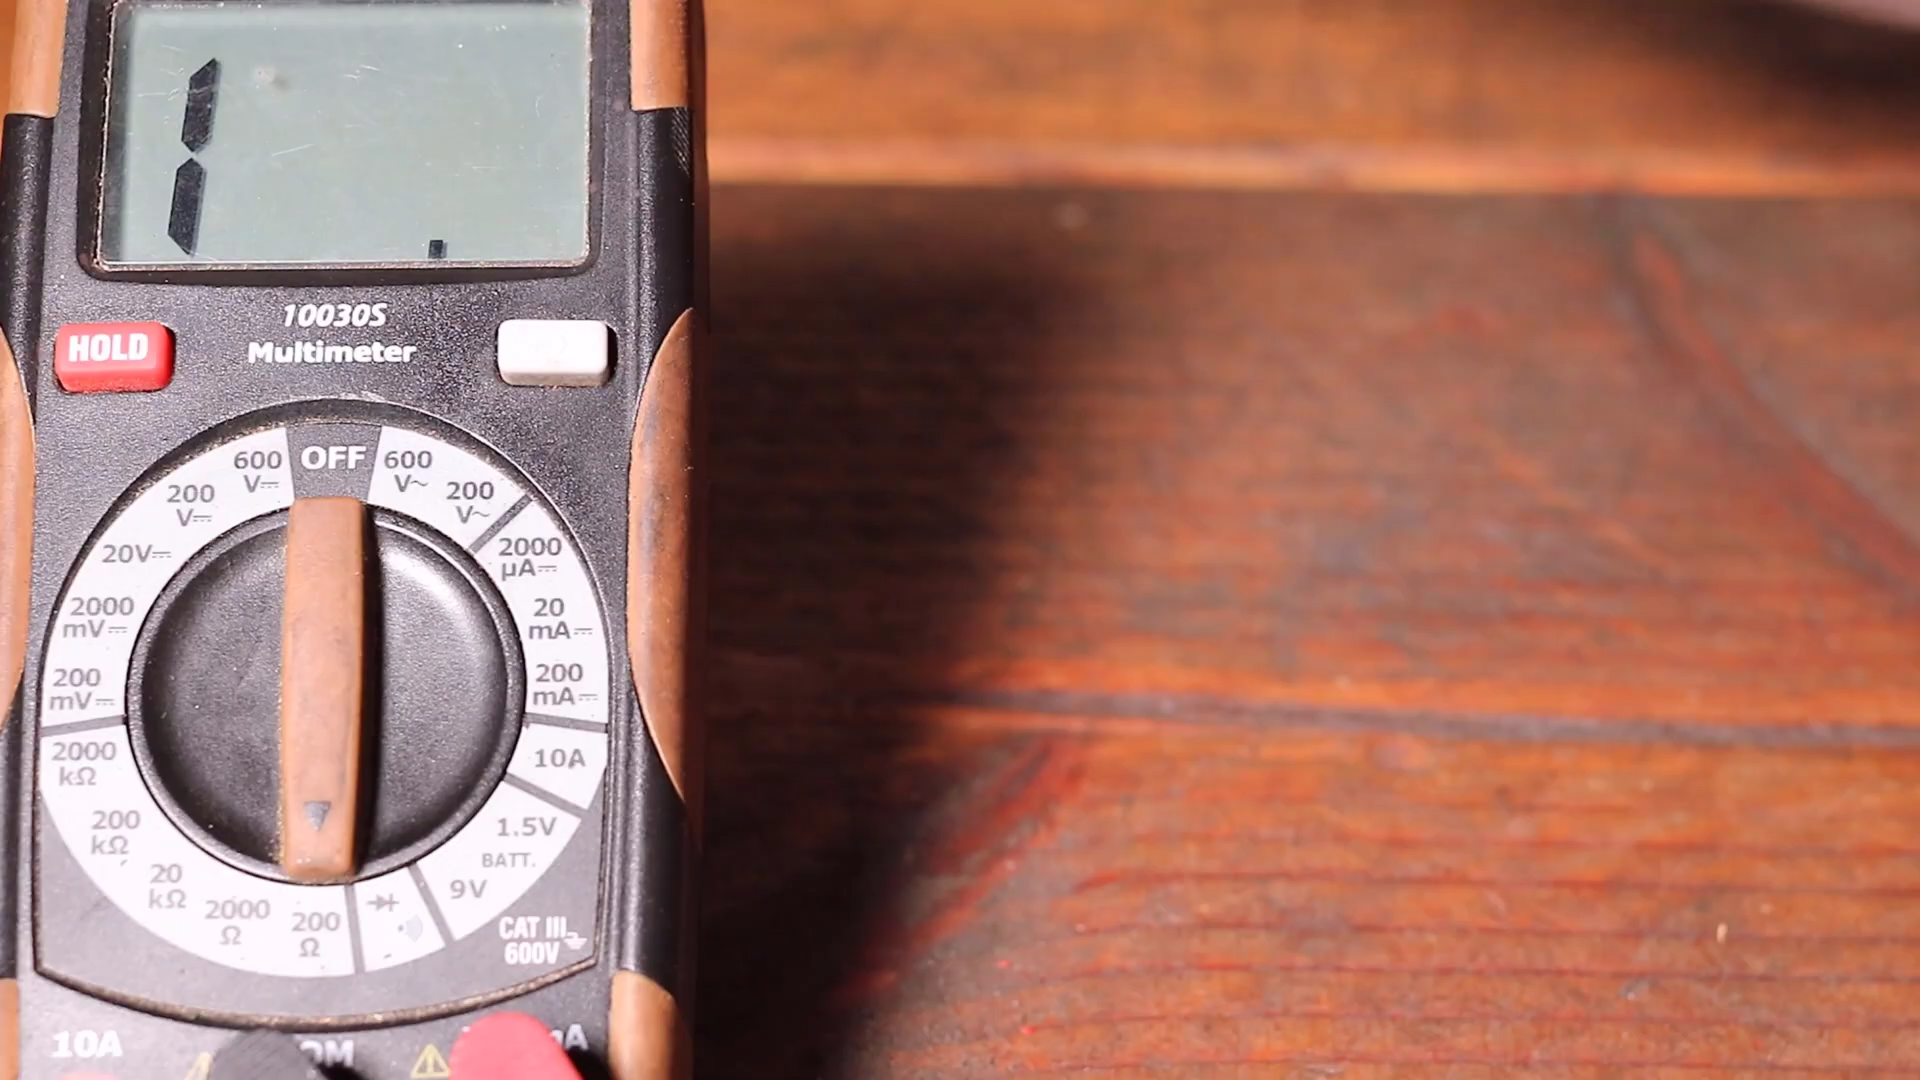 1 .
10030S
HOLD
Multimeter
OFF
600
V⎓
600
V~
200
V⎓
200
V~
20V⎓
2000
µA⎓
2000
mV⎓
20
mA⎓
200
mV⎓
200
mA⎓
2000
kΩ
10A
200
kΩ
1.5V
BATT.
9V
20
kΩ
2000
Ω
200
Ω
CAT III
600V
10A